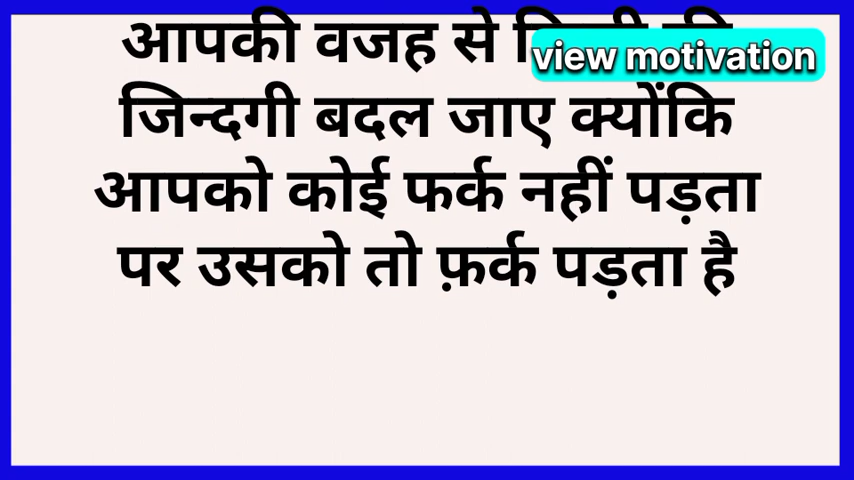 आपकी वजह से
view motivation
जिन्दगी बदल जाए क्योंकि
आपको कोई फर्क नहीं पड़ता
पर उसको तो फ़र्क पड़ता है